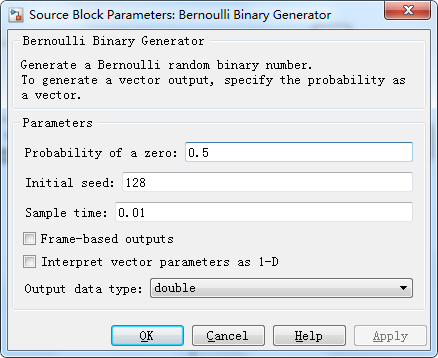 Source Block Parameters: Bernoulli Binary Generator
Bernoulli Binary Generator
Generate a Bernoulli random binary number.
To generate a vector output, specify the probability as
a vector.
Parameters
Probability of a zero: 0.5
Initial seed: 128
Sample time: 0.01
Frame-based outputs
Interpret vector parameters as 1-D
Output data type: double
OK Cancel Help Apply